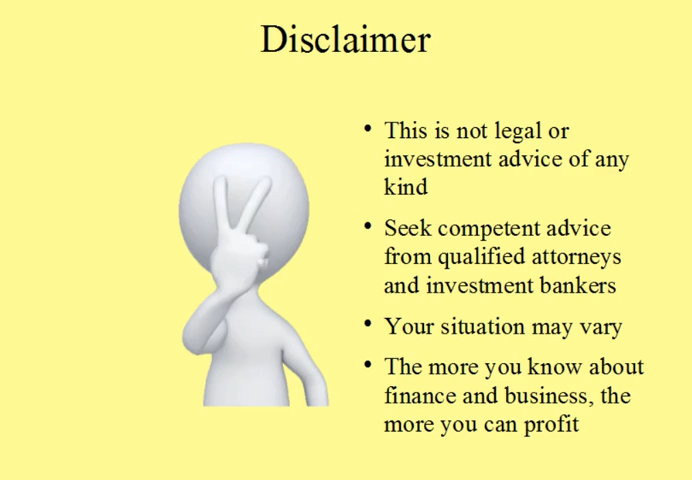 Disclaimer
• This is not legal or
investment advice of any
kind
• Seek competent advice
from qualified attorneys
and investment bankers
• Your situation may vary
• The more you know about
finance and business, the
more you can profit